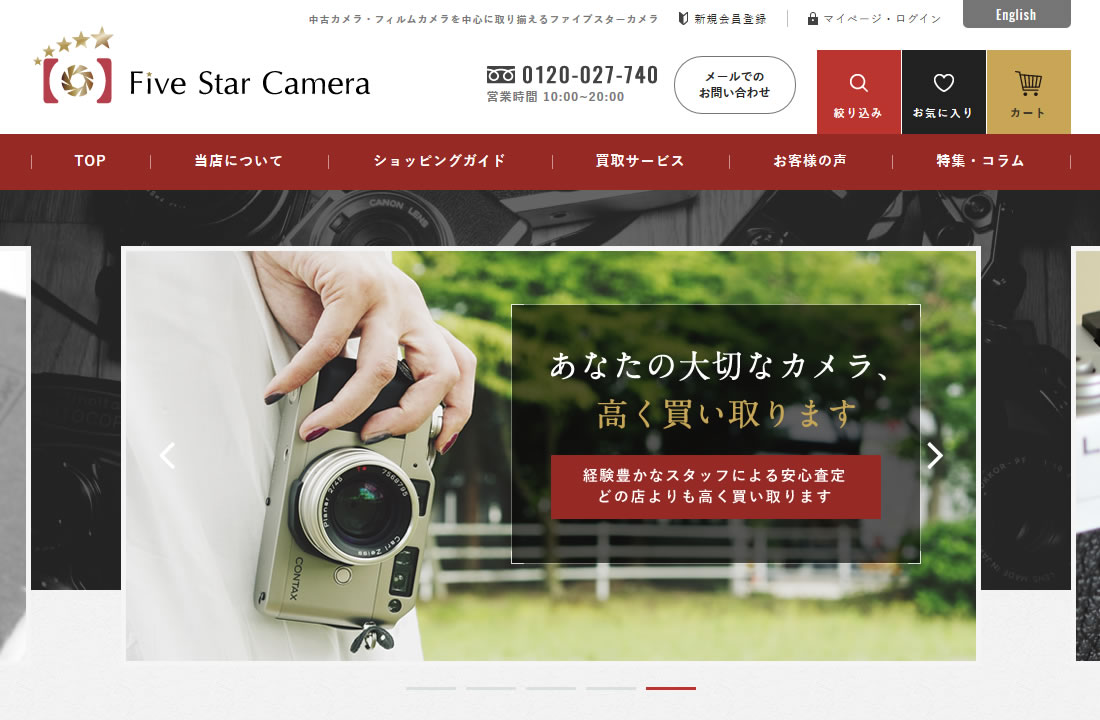 中古カメラ・フィルムカメラを中心に取り揃えるファイブスターカメラ
新規会員登録
マイページ・ログイン
English
Five Star Camera
0120-027-740
営業時間 10:00~20:00
メールでの
お問い合わせ
絞り込み
お気に入り
カート
TOP
当店について
ショッピングガイド
買取サービス
お客様の声
特集・コラム
CANON LENS
あなたの大切なカメラ、
高く買い取ります
経験豊かなスタッフによる安心査定
どの店よりも高く買い取ります
Planar 2/45
7568795
Carl Zeiss
CONTAX